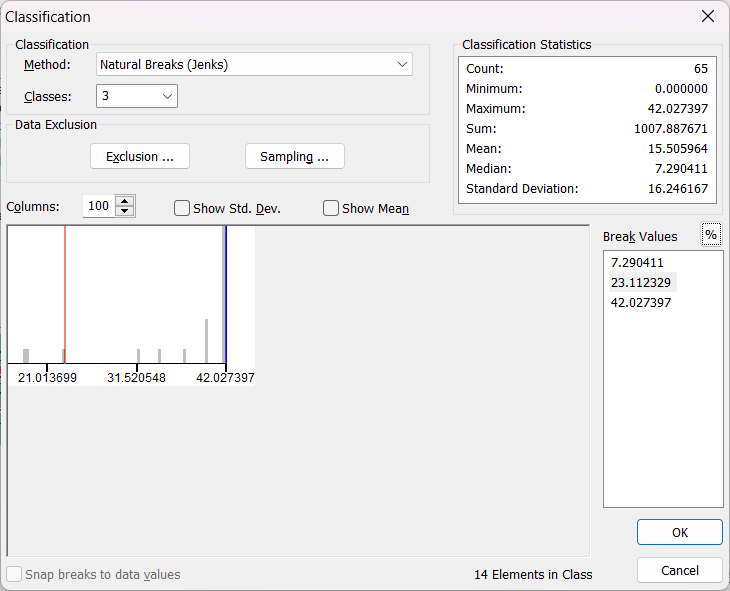 Classification
Classification
Method: Natural Breaks (Jenks)
Classes: 3
Data Exclusion
Exclusion ... Sampling ...
Classification Statistics
Count: 65
Minimum: 0.000000
Maximum: 42.027397
Sum: 1007.887671
Mean: 15.505964
Median: 7.290411
Standard Deviation: 16.246167
Columns: 100 Show Std. Dev. Show Mean
Break Values %
7.290411
23.112329
42.027397
21.013699 31.520548 42.027397
OK
Snap breaks to data values 14 Elements in Class Cancel